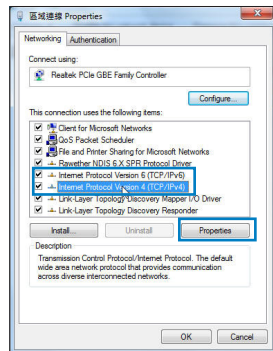 區域連線 Properties
Networking Authentication
Connect using:
Realtek PCIe GBE Family Controller
Configure...
This connection uses the following items:
Client for Microsoft Networks
QoS Packet Scheduler
File and Printer Sharing for Microsoft Networks
Rawether NDIS 6.X SPR Protocol Driver
Internet Protocol Version 6 (TCP/IPv6)
Internet Protocol Version 4 (TCP/IPv4)
Link-Layer Topology Discovery Mapper I/O Driver
Link-Layer Topology Discovery Responder
Install... Uninstall Properties
Description
Transmission Control Protocol/Internet Protocol. The default
wide area network protocol that provides communication
across diverse interconnected networks.
OK Cancel